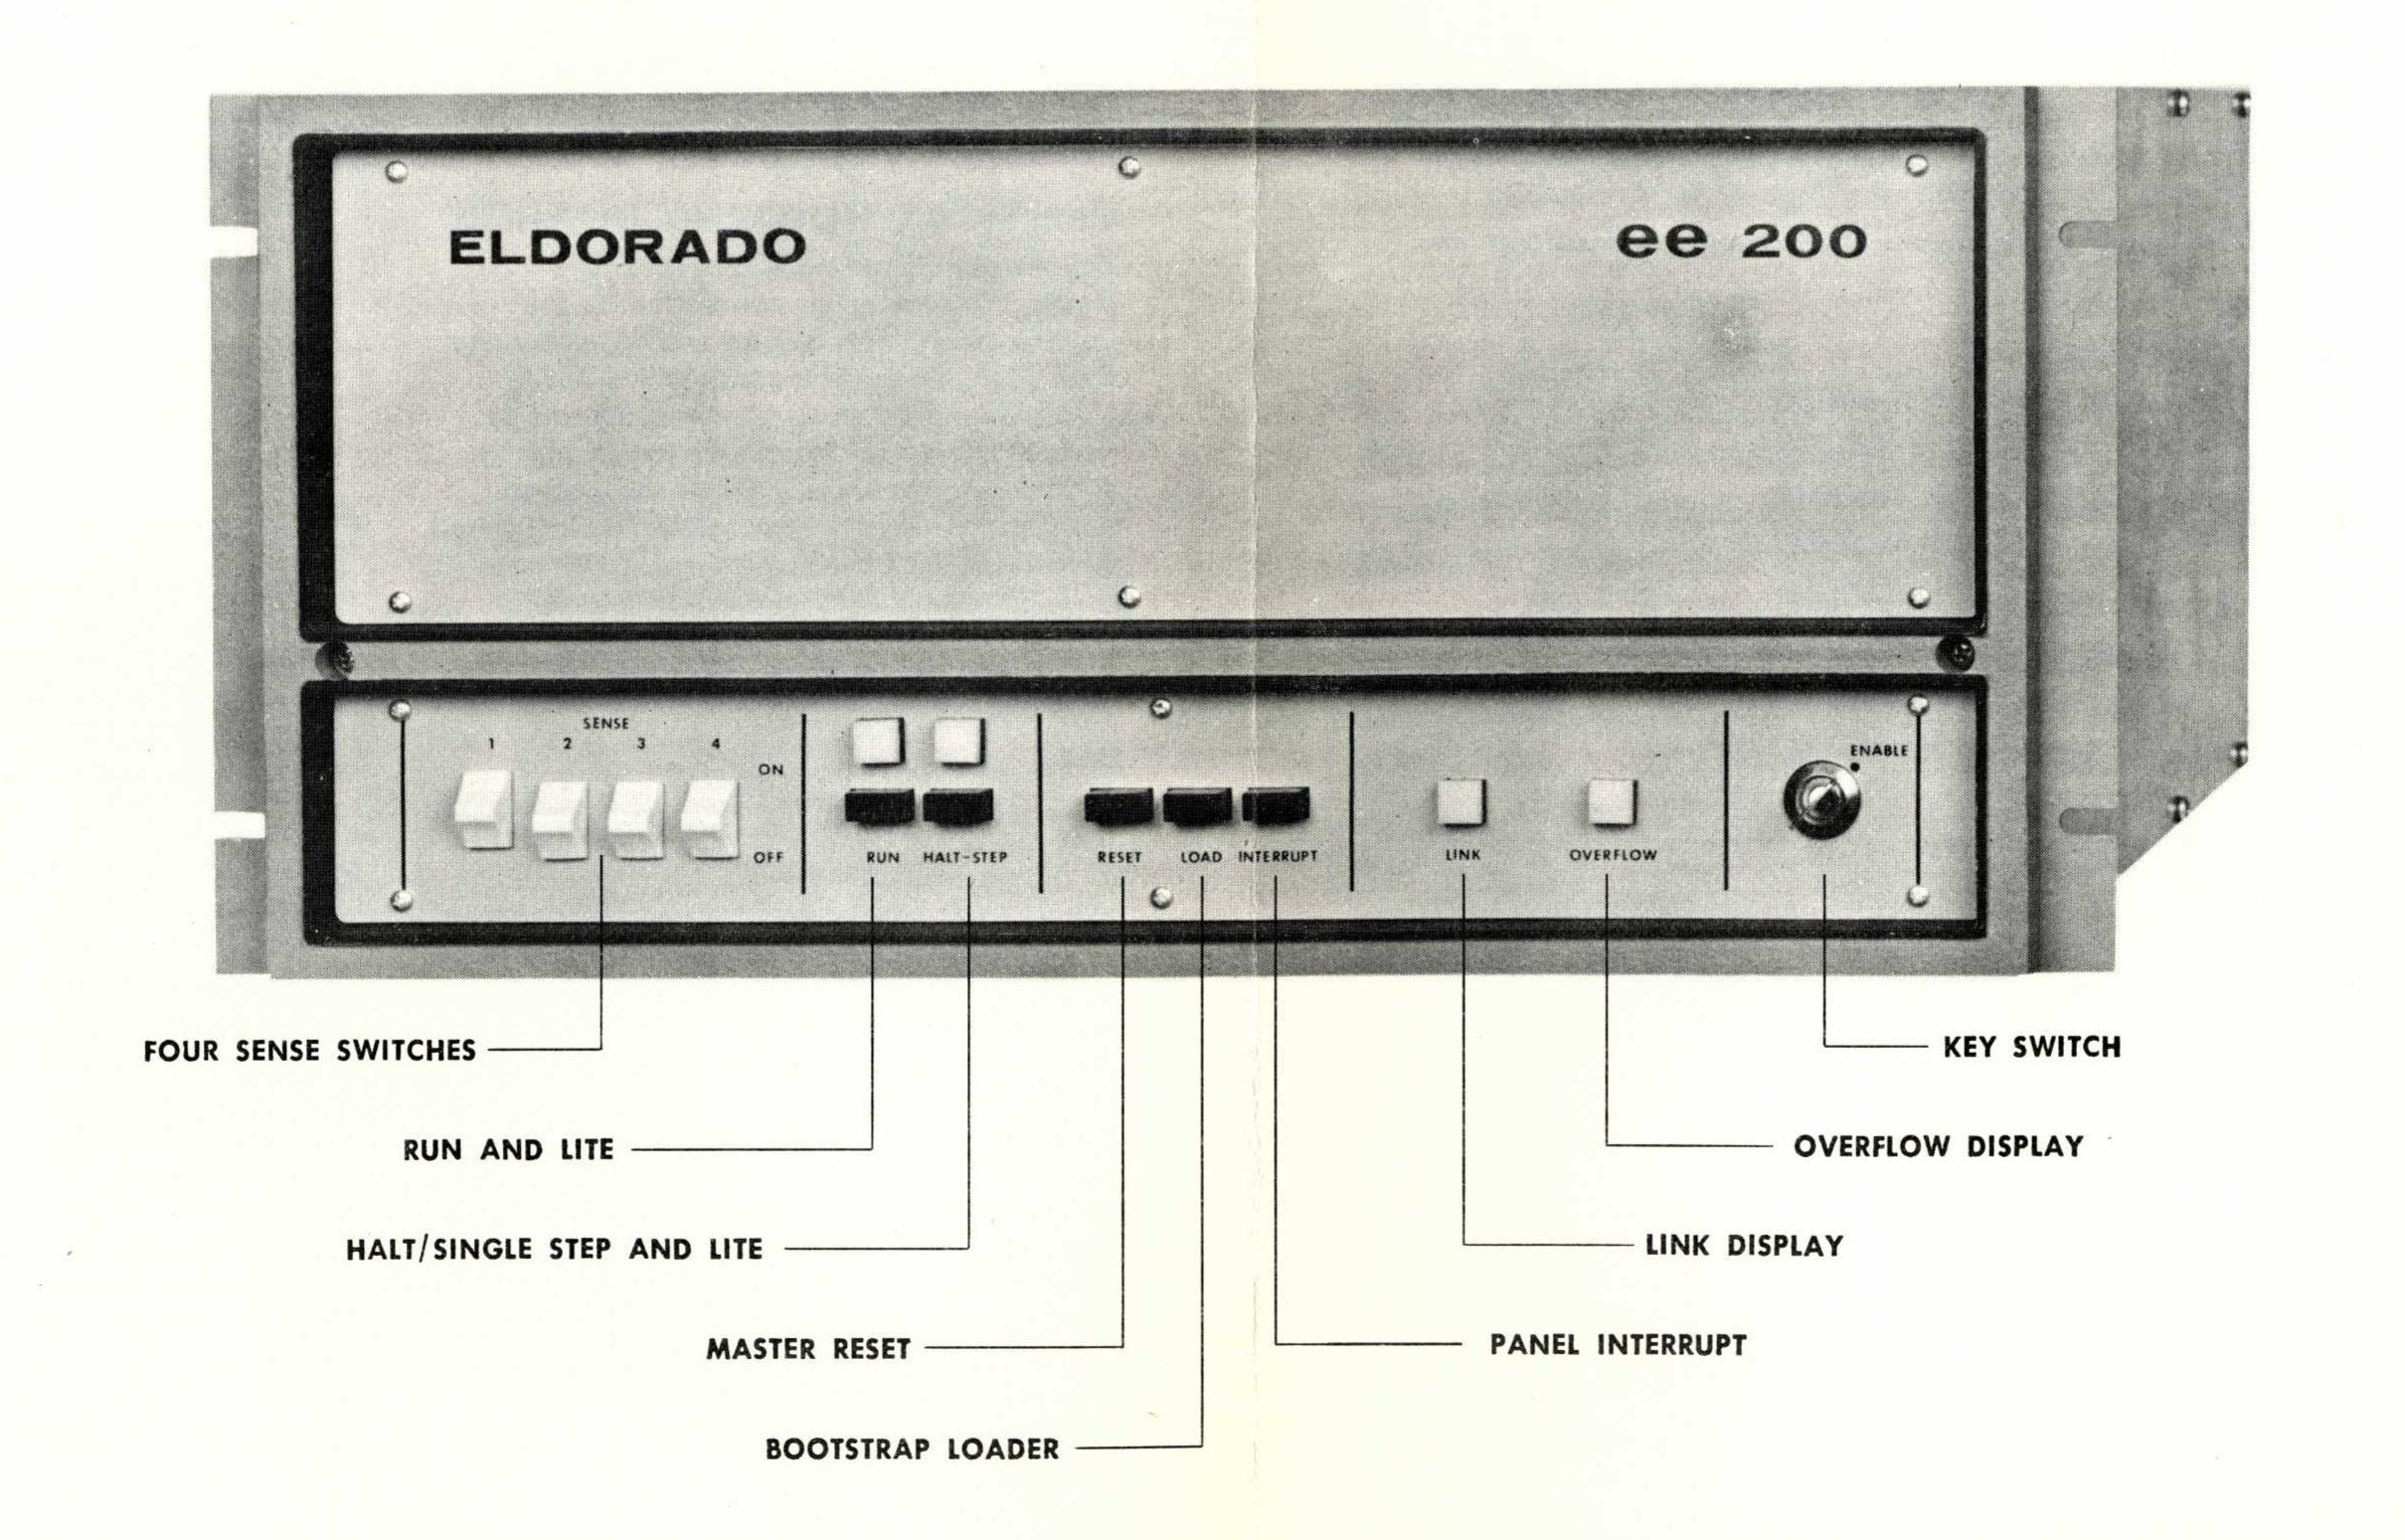 ELDORADO
ee 200
SENSE
1 2 3 4
ON
OFF
RUN HALT-STEP
RESET LOAD INTERRUPT
LINK
OVERFLOW
ENABLE
FOUR SENSE SWITCHES
RUN AND LITE
HALT/SINGLE STEP AND LITE
MASTER RESET
BOOTSTRAP LOADER
KEY SWITCH
OVERFLOW DISPLAY
LINK DISPLAY
PANEL INTERRUPT